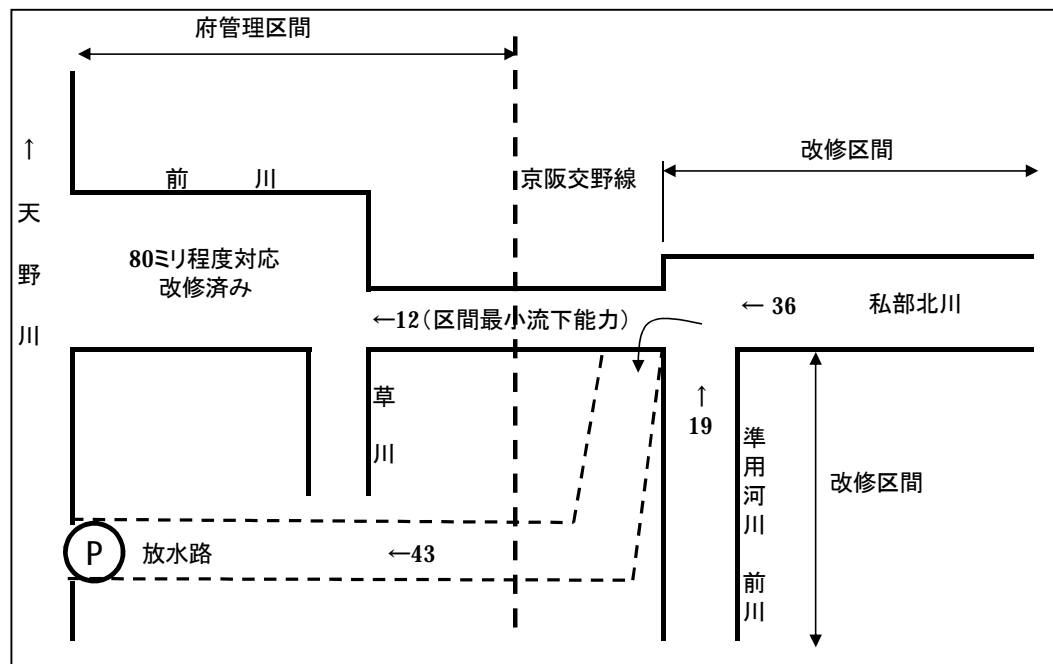 府管理区間
改修区間
京阪交野線
前　川
↑天野川
80ミリ程度対応
改修済み
←12（区間最小流下能力）
← 36
私部北川
草川
↑
19
準用河川 前川
改修区間
P
放水路
←43